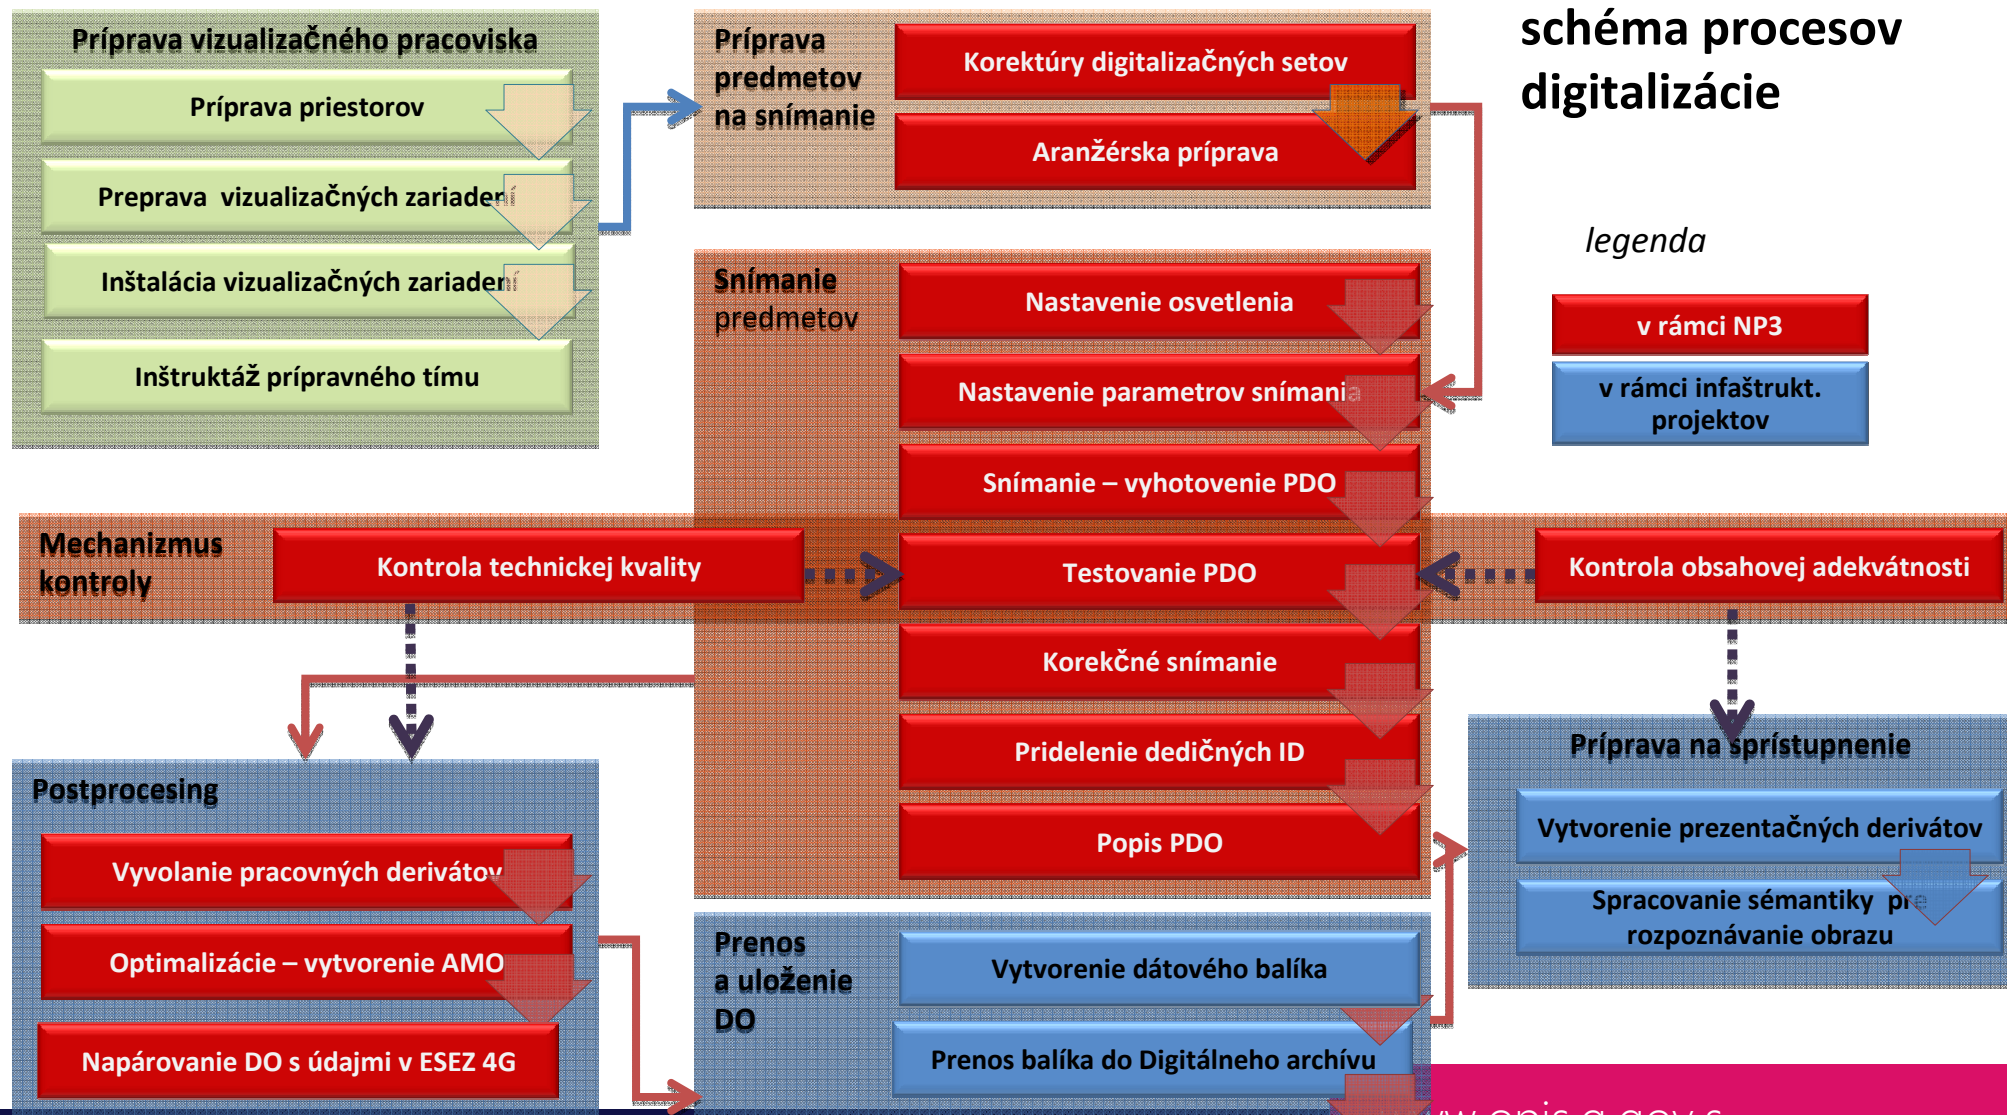 schéma procesov
digitalizácie
Príprava vizualizačného pracoviska
Príprava priestorov
Preprava vizualizačných zariadení
Inštalácia vizualizačných zariadení
Inštruktáž prípravného tímu
Príprava
predmetov
na snímanie
Korektúry digitalizačných setov
Aranžérska príprava
legenda
v rámci NP3
v rámci infaštrukt.
projektov
Snímanie
predmetov
Nastavenie osvetlenia
Nastavenie parametrov snímania
Snímanie – vyhotovenie PDO
Testovanie PDO
Korekčné snímanie
Pridelenie dedičných ID
Popis PDO
Mechanizmus
kontroly
Kontrola technickej kvality
Kontrola obsahovej adekvátnosti
Postprocesing
Vyvolanie pracovných derivátov
Optimalizácie – vytvorenie AMO
Napárovanie DO s údajmi v ESEZ 4G
Prenos
a uloženie
DO
Vytvorenie dátového balíka
Prenos balíka do Digitálneho archívu
Príprava na sprístupnenie
Vytvorenie prezentačných derivátov
Spracovanie sémantiky pre
rozpoznávanie obrazu